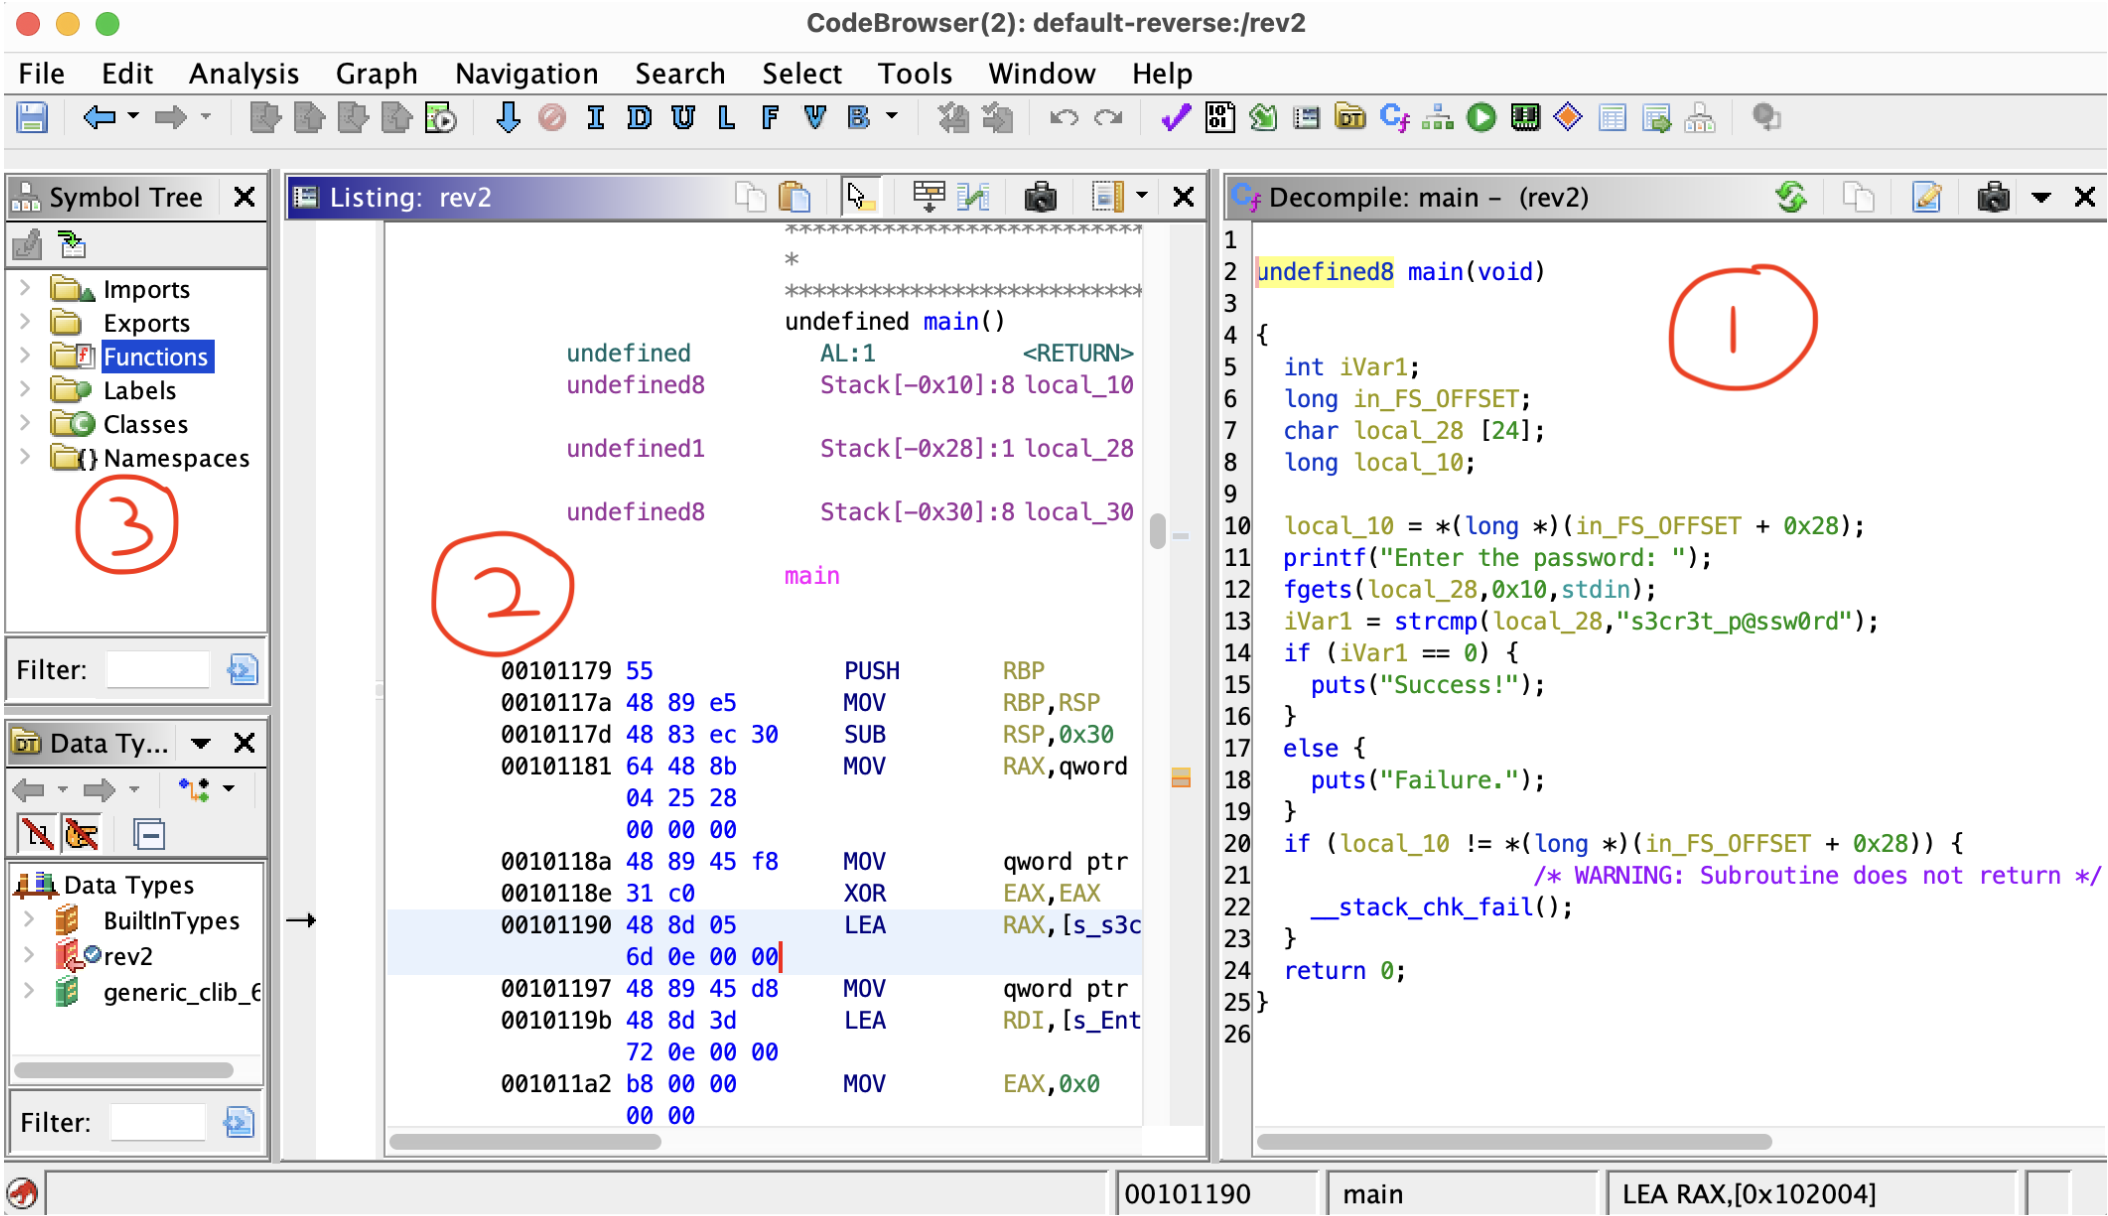 CodeBrowser(2): default-reverse:/rev2
File Edit Analysis Graph Navigation Search Select Tools Window Help
I D U L F V B
Symbol Tree
Imports
Exports
Functions
Labels
Classes
Namespaces
3
Filter:
Data Ty...
Data Types
BuiltInTypes
rev2
generic_clib_6
Filter:
Listing: rev2
**************************
*
**************************
undefined main()
undefined AL:1 <RETURN>
undefined8 Stack[-0x10]:8 local_10
undefined1 Stack[-0x28]:1 local_28
undefined8 Stack[-0x30]:8 local_30
2
main
00101179 55 PUSH RBP
0010117a 48 89 e5 MOV RBP,RSP
0010117d 48 83 ec 30 SUB RSP,0x30
00101181 64 48 8b MOV RAX,qword
04 25 28
00 00 00
0010118a 48 89 45 f8 MOV qword ptr
0010118e 31 c0 XOR EAX,EAX
00101190 48 8d 05 LEA RAX,[s_s3c
6d 0e 00 00
00101197 48 89 45 d8 MOV qword ptr
0010119b 48 8d 3d LEA RDI,[s_Ent
72 0e 00 00
001011a2 b8 00 00 MOV EAX,0x0
00 00
Decompile: main – (rev2)
1
1
2 undefined8 main(void)
3
4 {
5 int iVar1;
6 long in_FS_OFFSET;
7 char local_28 [24];
8 long local_10;
9
10 local_10 = *(long *)(in_FS_OFFSET + 0x28);
11 printf("Enter the password: ");
12 fgets(local_28,0x10,stdin);
13 iVar1 = strcmp(local_28,"s3cr3t_p@ssw0rd");
14 if (iVar1 == 0) {
15 puts("Success!");
16 }
17 else {
18 puts("Failure.");
19 }
20 if (local_10 != *(long *)(in_FS_OFFSET + 0x28)) {
21 /* WARNING: Subroutine does not return */
22 __stack_chk_fail();
23 }
24 return 0;
25 }
26
00101190
main
LEA RAX,[0x102004]